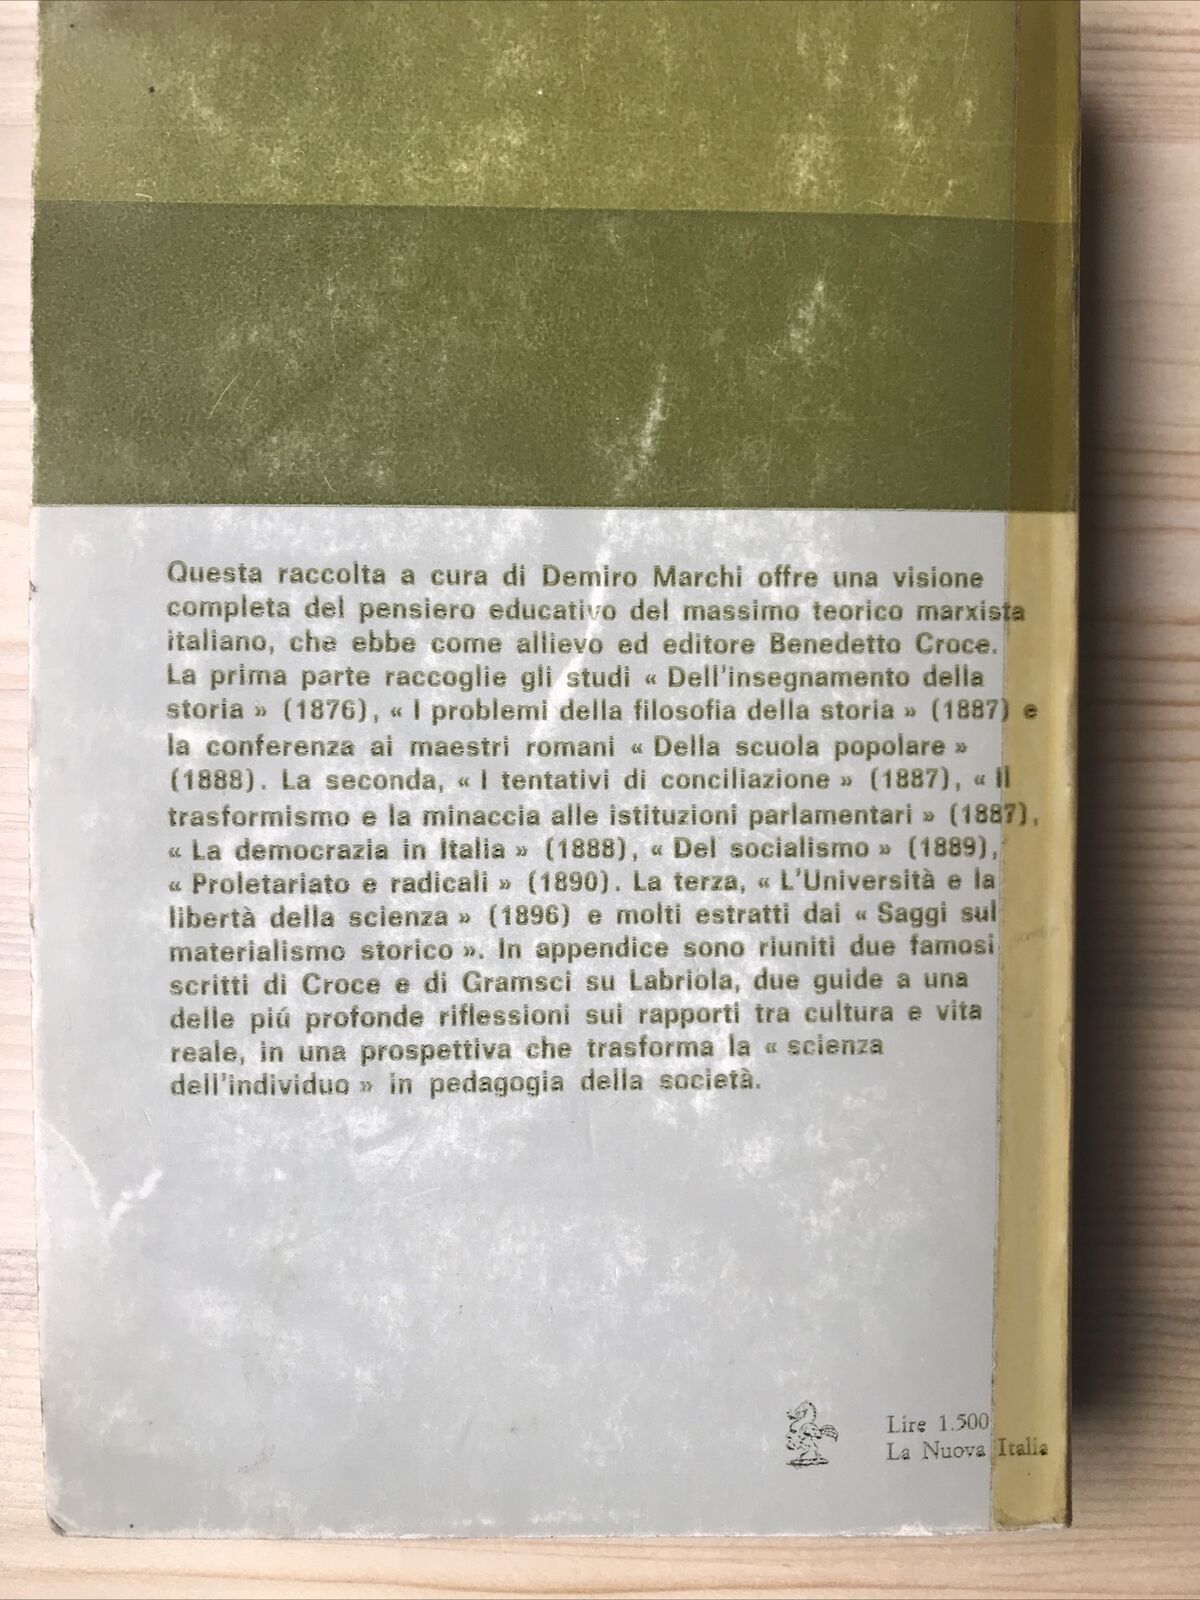 Questa raccolta a cura di Demiro Marchi offre una visione
completa del pensiero educativo del massimo teorico marxista
italiano, che ebbe come allievo ed editore Benedetto Croce.
La prima parte raccoglie gli studi « Dell'insegnamento della
storia » (1876), « I problemi della filosofia della storia » (1887) e
la conferenza ai maestri romani « Della scuola popolare »
(1888). La seconda, « I tentativi di conciliazione » (1887), « Il
trasformismo e la minaccia alle istituzioni parlamentari » (1887),
« La democrazia in Italia » (1888), « Del socialismo » (1889),
« Proletariato e radicali » (1890). La terza, « L'Università e la
libertà della scienza » (1896) e molti estratti dai « Saggi sul
materialismo storico ». In appendice sono riuniti due famosi
scritti di Croce e di Gramsci su Labriola, due guide a una
delle piú profonde riflessioni sui rapporti tra cultura e vita
reale, in una prospettiva che trasforma la « scienza
dell'individuo » in pedagogia della società.
Lire 1.500
La Nuova Italia